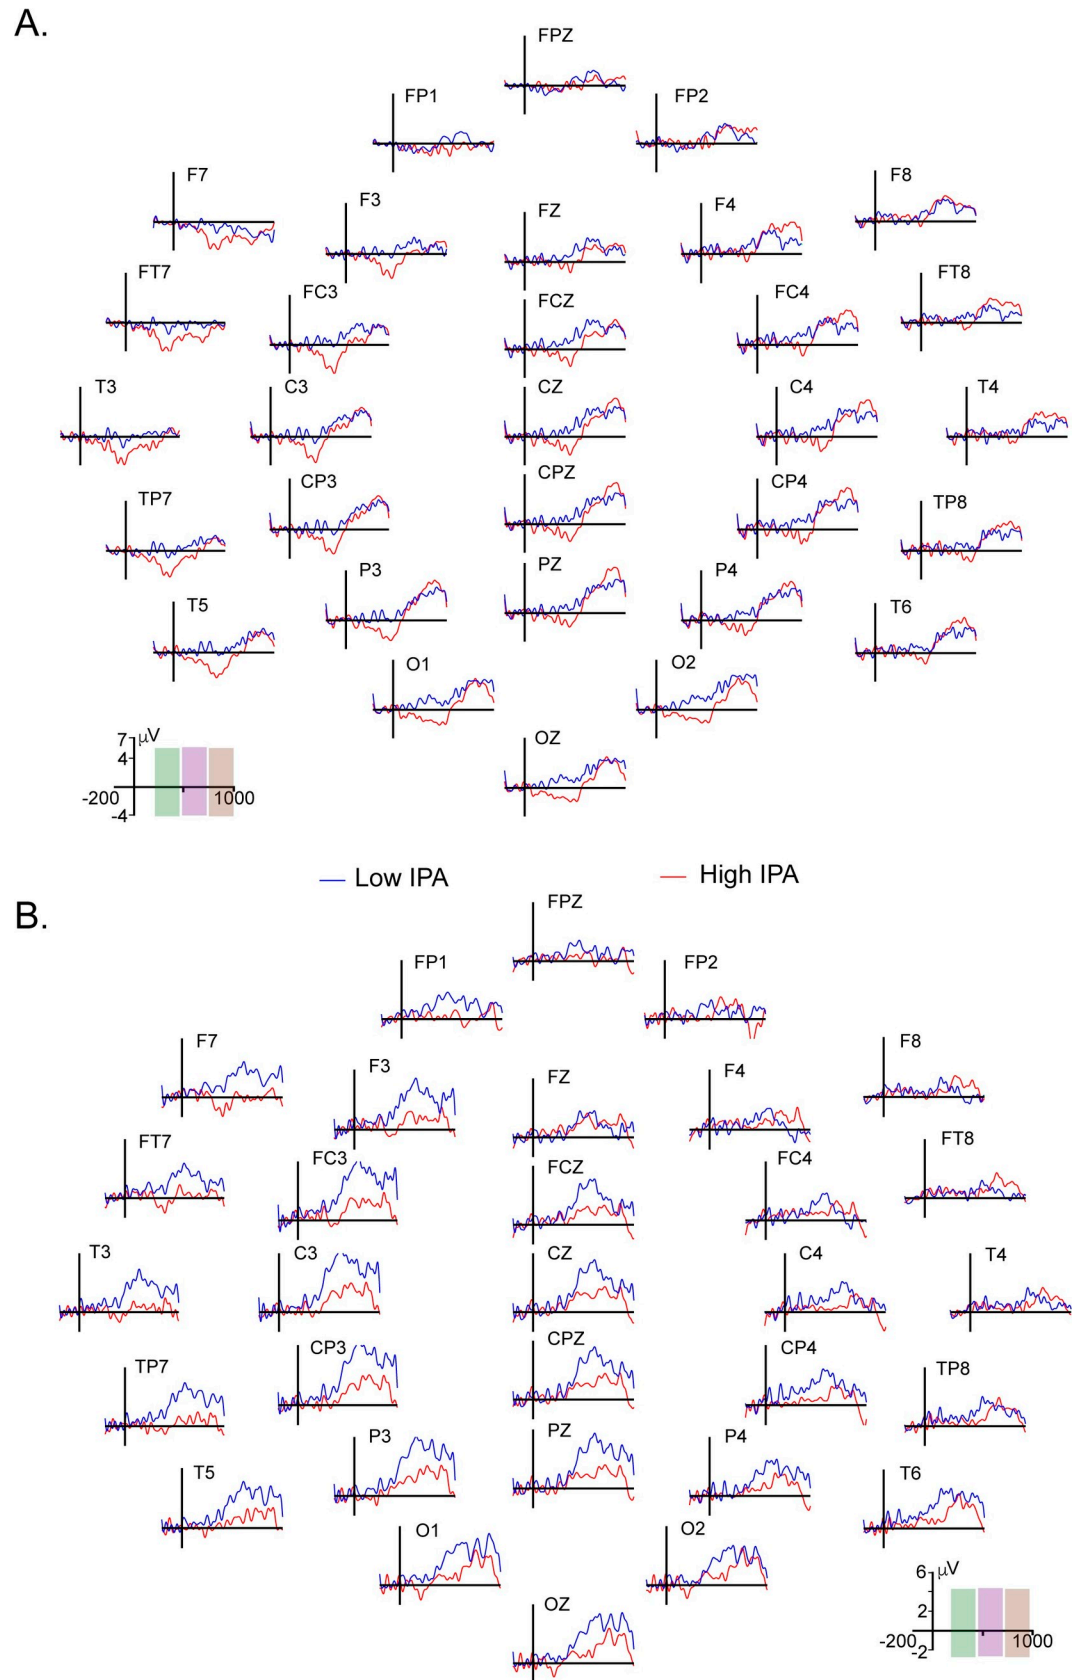 A.
FPZ
FP1 FP2
F7 F3 FZ F4 F8
FT7 FC3 FCZ FC4 FT8
T3 C3 CZ C4 T4
TP7 CP3 CPZ CP4 TP8
T5 P3 PZ P4 T6
O1 O2
OZ
7 μV
4
-200 1000
-4
Low IPA High IPA
B.
FPZ
FP1 FP2
F7 F3 FZ F4 F8
FT7 FC3 FCZ FC4 FT8
T3 C3 CZ C4 T4
TP7 CP3 CPZ CP4 TP8
T5 P3 PZ P4 T6
O1 O2
OZ
6 μV
2
-200 1000
-2